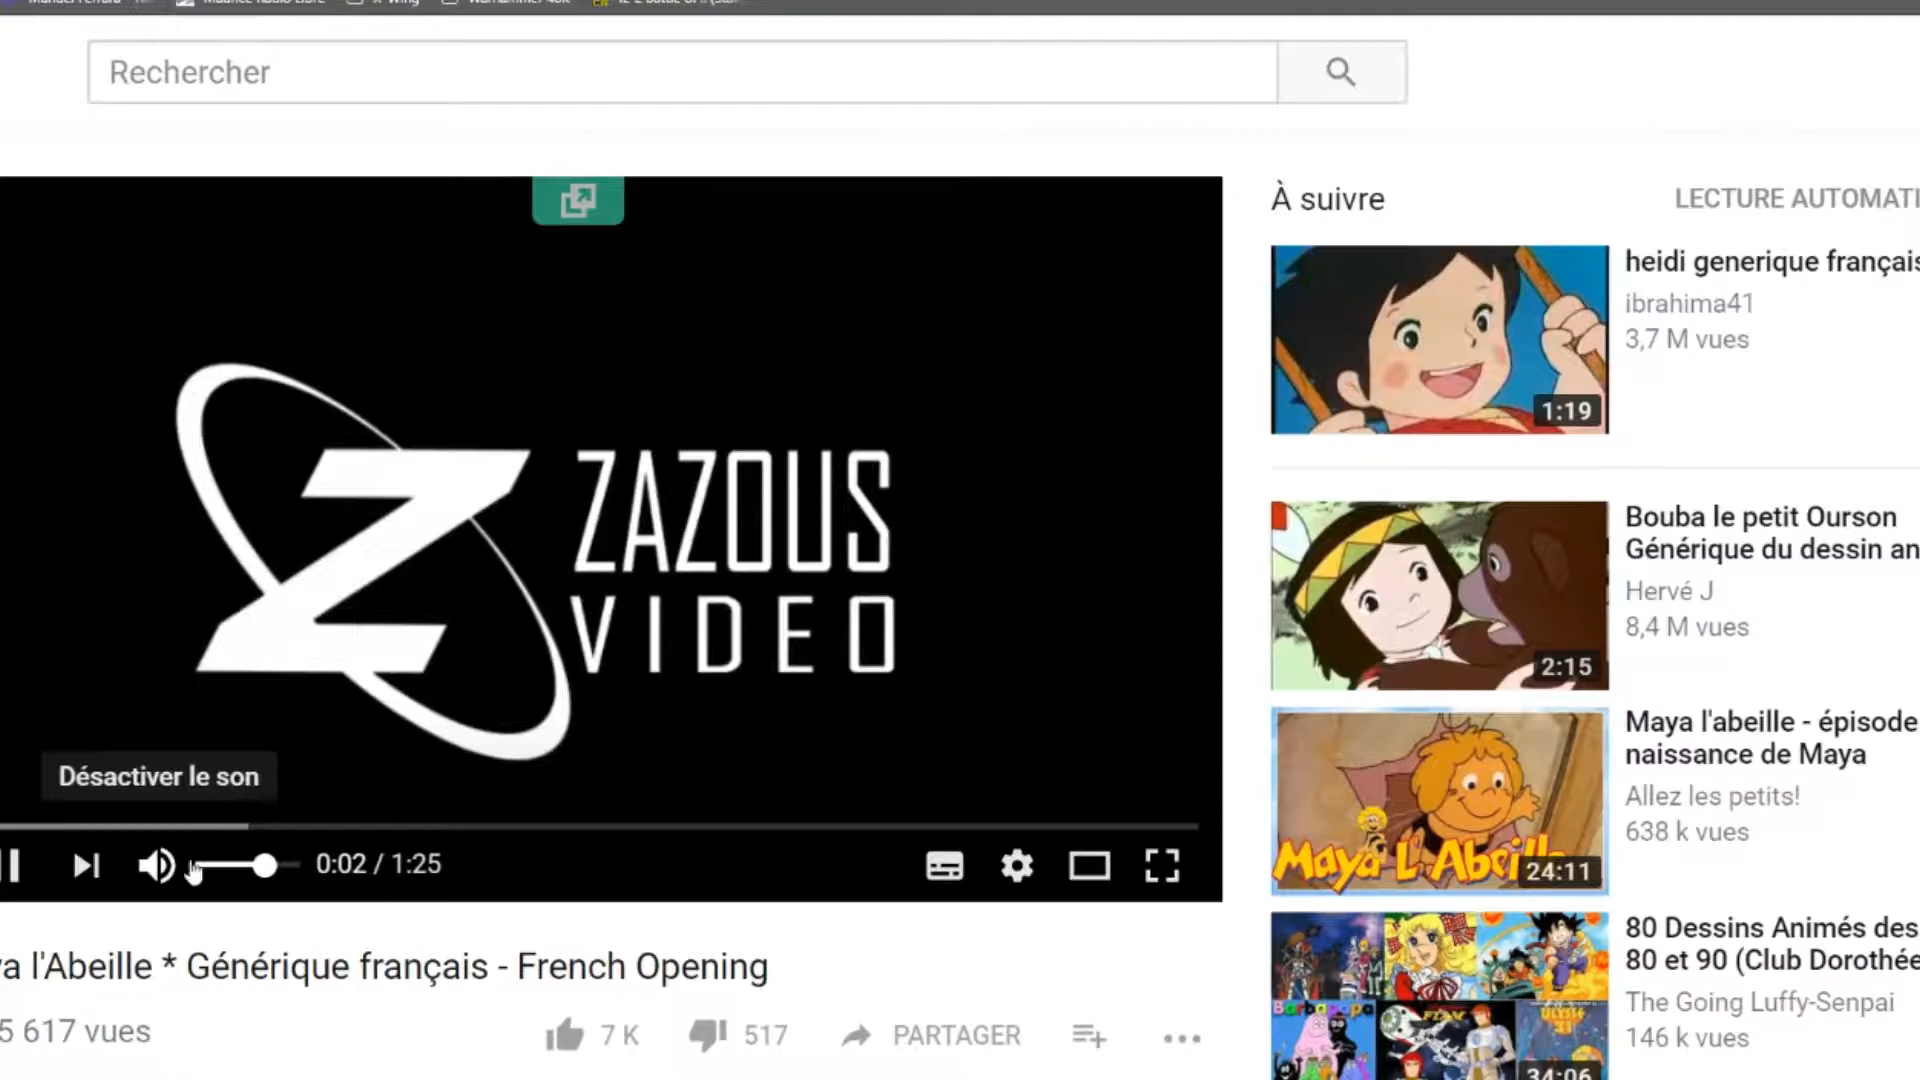 Rechercher
ZAZOUS
VIDEO
Désactiver le son
0:02 / 1:25
l'Abeille * Générique français - French Opening
5 617 vues
7 K
517
PARTAGER
À suivre
LECTURE AUTOMATI
1:19
heidi generique français
ibrahima41
3,7 M vues
2:15
Bouba le petit Ourson
Générique du dessin an
Hervé J
8,4 M vues
Maya L'Abeille
24:11
Maya l'abeille - épisode
naissance de Maya
Allez les petits!
638 k vues
Barbapapa
34:06
80 Dessins Animés des
80 et 90 (Club Dorothée
The Going Luffy-Senpai
146 k vues